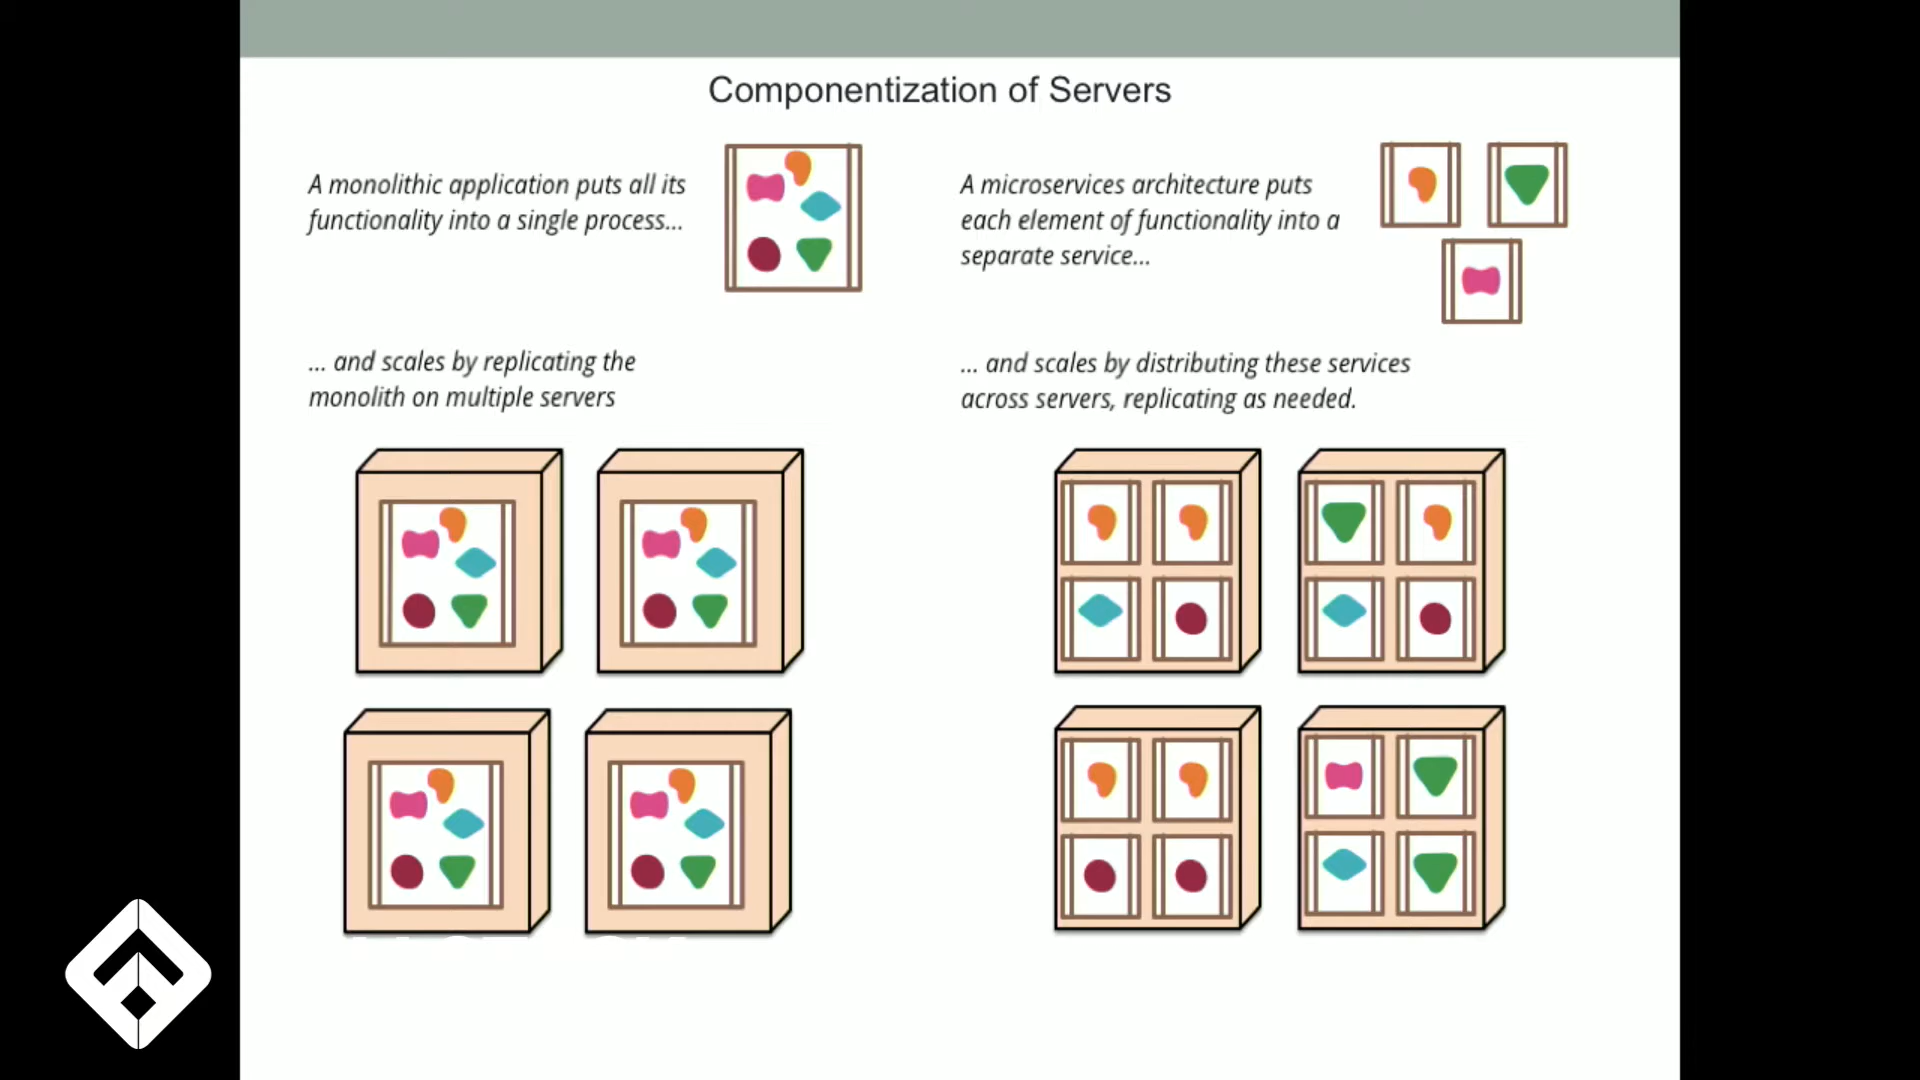 Componentization of Servers
A monolithic application puts all its
functionality into a single process...
... and scales by replicating the
monolith on multiple servers
A microservices architecture puts
each element of functionality into a
separate service...
... and scales by distributing these services
across servers, replicating as needed.